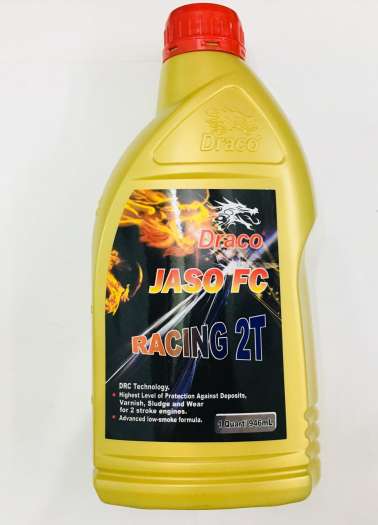 Draco
Draco
JASO FC
RACING 2T
DRC Technology.
• Highest Level of Protection Against Deposits,
Varnish, Sludge and Wear
for 2 stroke engines.
• Advanced low-smoke formula.
1 Quart (946mL)